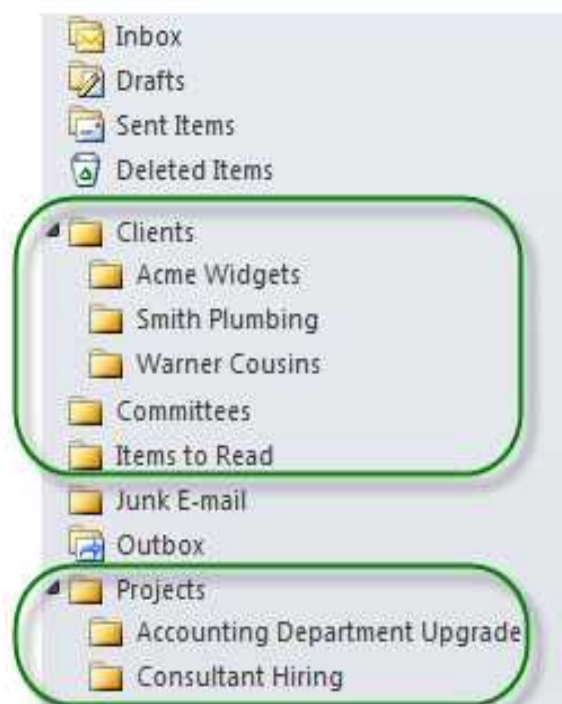 Inbox
Drafts
Sent Items
Deleted Items
Clients
Acme Widgets
Smith Plumbing
Warner Cousins
Committees
Items to Read
Junk E-mail
Outbox
Projects
Accounting Department Upgrade
Consultant Hiring